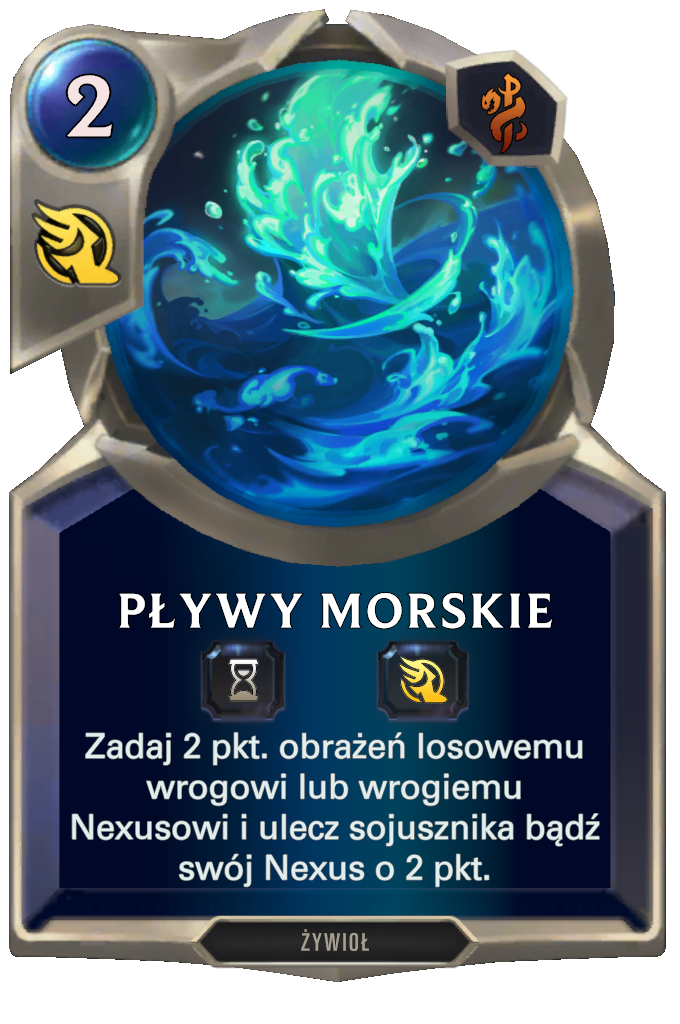 2
PŁYWY MORSKIE
Zadaj 2 pkt. obrażeń losowemu
wrogowi lub wrogiemu
Nexusowi i ulecz sojusznika bądź
swój Nexus o 2 pkt.
ŻYWIOŁ